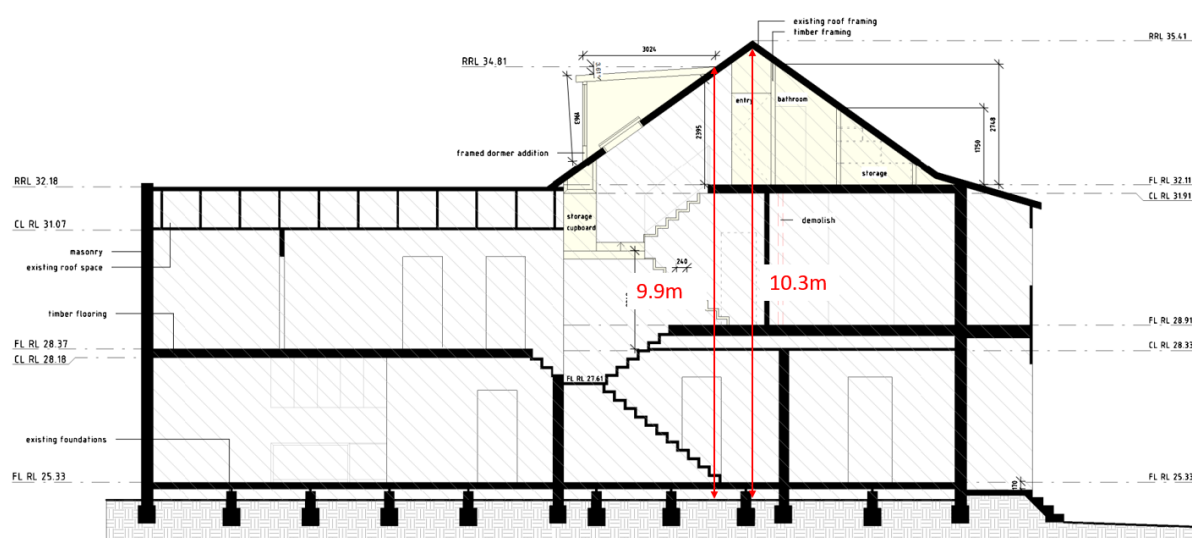 existing roof framing
timber framing
RRL 35.41
3024
RRL 34.81
entry
bathroom
2395
2748
1750
framed dormer addition
storage
RRL 32.18
FL RL 32.11
CL RL 31.91
storage
cupboard
demolish
CL RL 31.07
masonry
existing roof space
240
9.9m
10.3m
timber flooring
FL RL 28.91
FL RL 28.37
CL RL 28.33
CL RL 28.18
FL RL 27.61
existing foundations
FL RL 25.33
FL RL 25.33
170